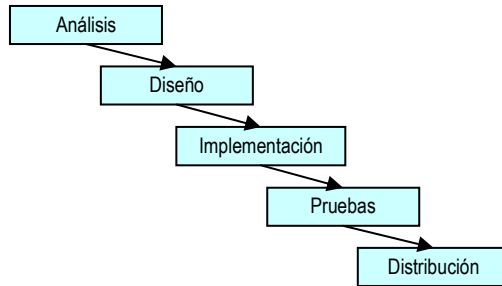 Análisis
Diseño
Implementación
Pruebas
Distribución